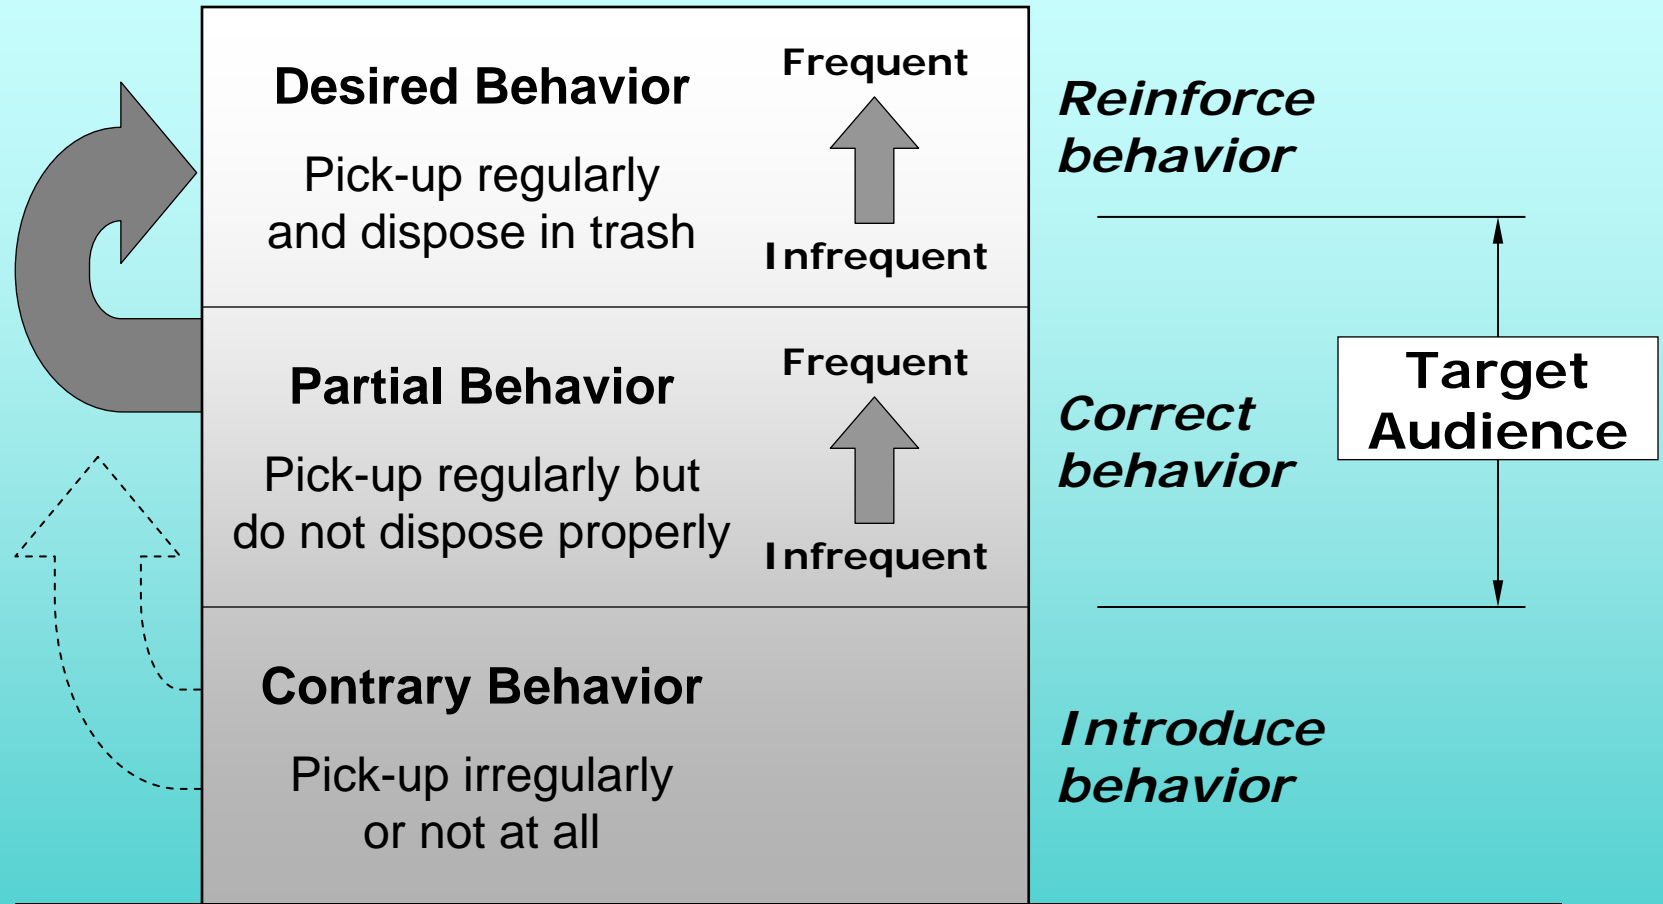 Desired Behavior
Pick-up regularly
and dispose in trash
Frequent
Infrequent
Reinforce
behavior
Partial Behavior
Pick-up regularly but
do not dispose properly
Frequent
Infrequent
Correct
behavior
Target
Audience
Contrary Behavior
Pick-up irregularly
or not at all
Introduce
behavior